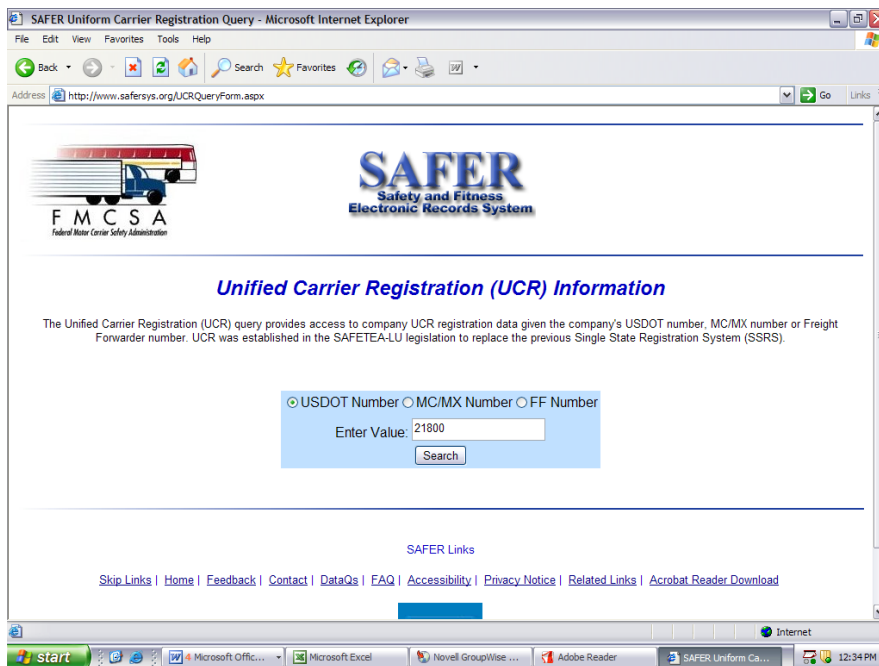 SAFER Uniform Carrier Registration Query - Microsoft Internet Explorer
File Edit View Favorites Tools Help
Back Search Favorites
Address http://www.safersys.org/UCRQueryForm.aspx Go Links
FMCSA
Federal Motor Carrier Safety Administration
SAFER
Safety and Fitness
Electronic Records System
Unified Carrier Registration (UCR) Information
The Unified Carrier Registration (UCR) query provides access to company UCR registration data given the company's USDOT number, MC/MX number or Freight
Forwarder number. UCR was established in the SAFETEA-LU legislation to replace the previous Single State Registration System (SSRS).
USDOT Number MC/MX Number FF Number
Enter Value: 21800
Search
SAFER Links
Skip Links | Home | Feedback | Contact | DataQs | FAQ | Accessibility | Privacy Notice | Related Links | Acrobat Reader Download
Internet
start 4 Microsoft Offic... Microsoft Excel Novell GroupWise ... Adobe Reader SAFER Uniform Ca... 12:34 PM